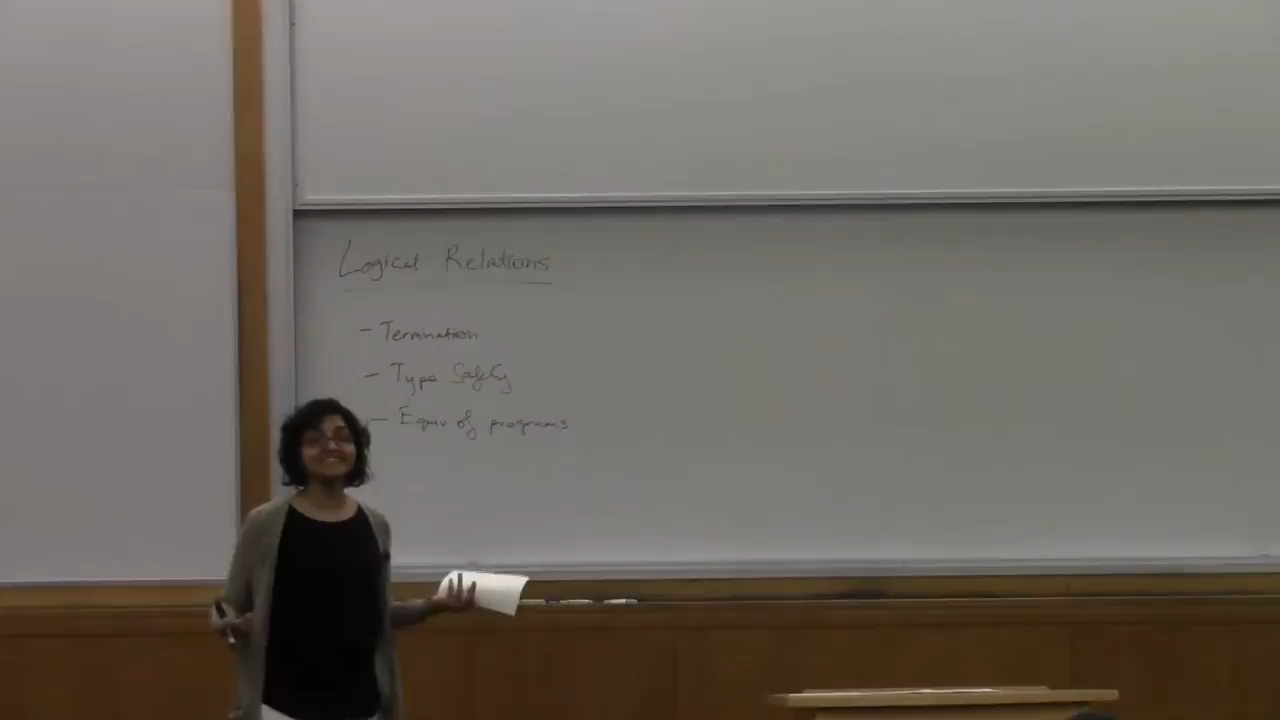 Logical Relations
- Termination
- Type Safety
- Equiv of programs